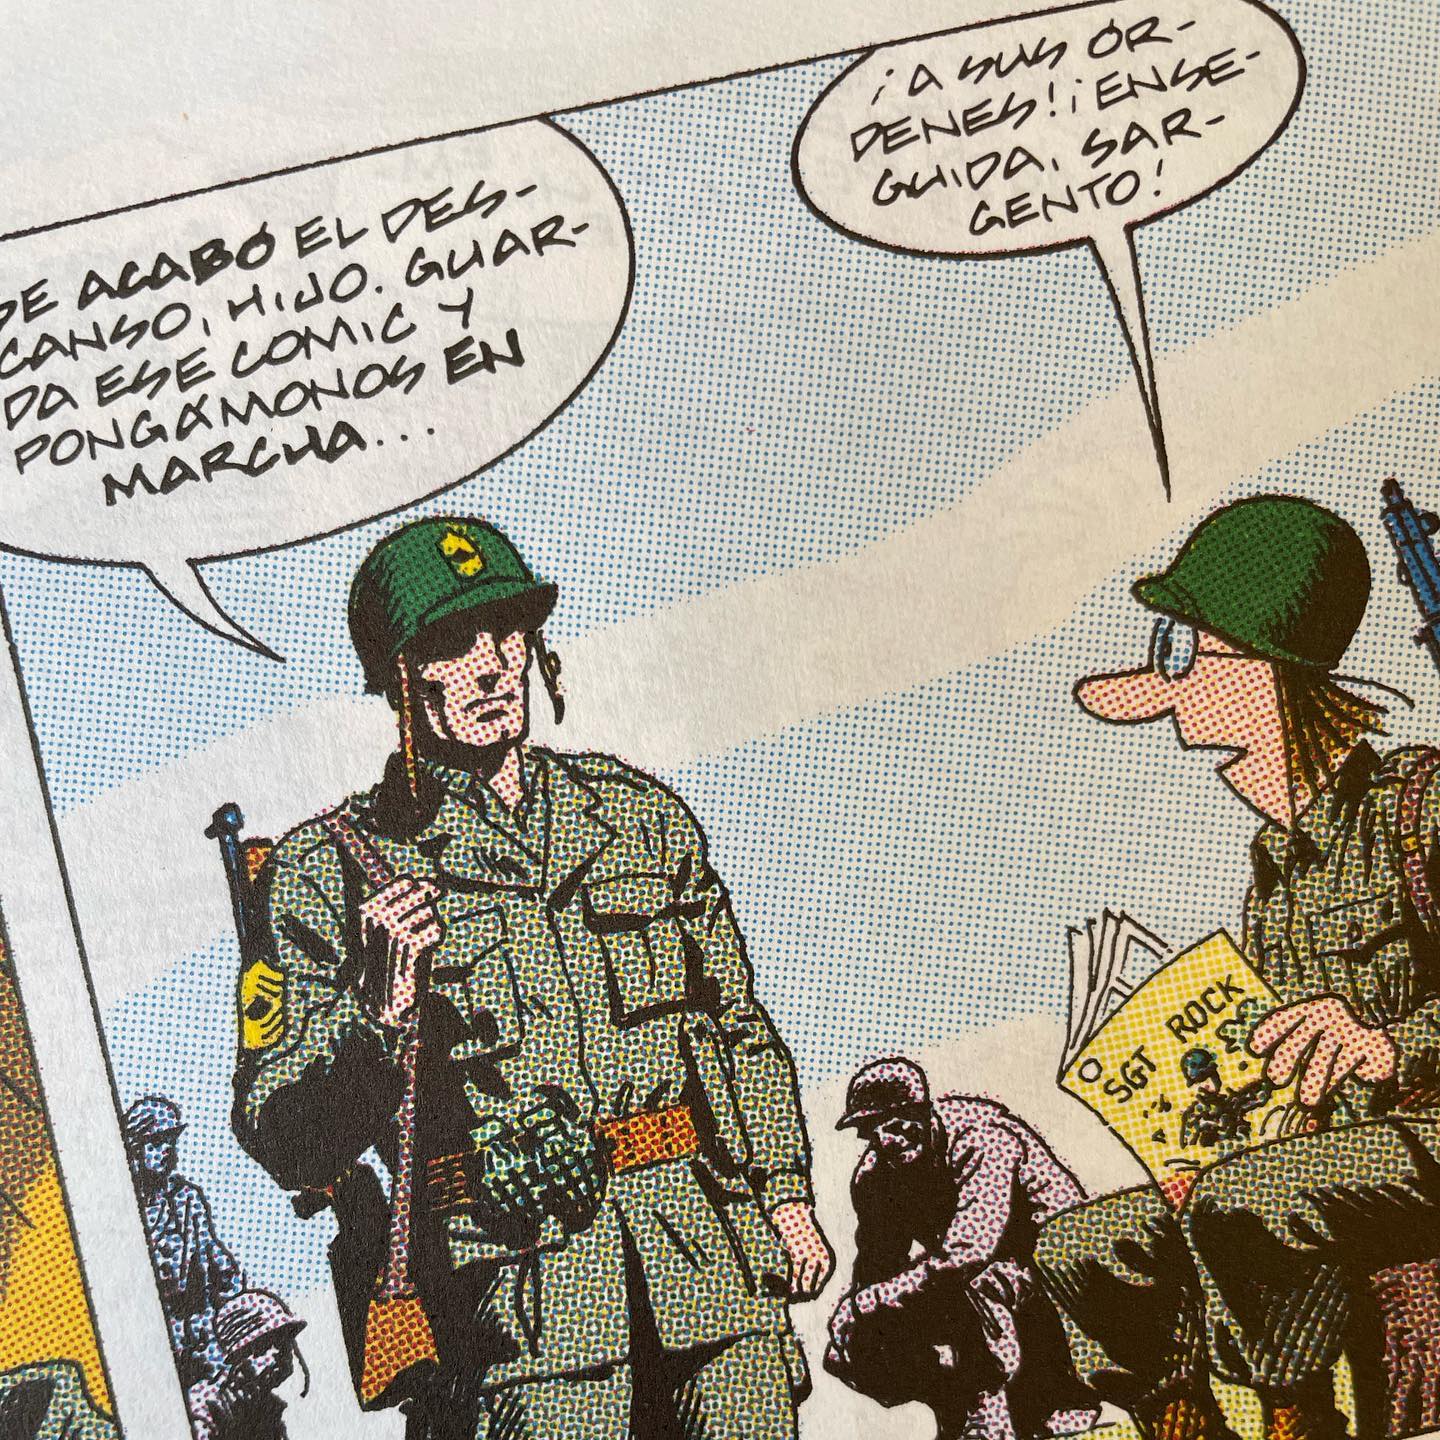 SE ACABÓ EL DES-
CANSO, HIJO. GUAR-
DA ESE COMIC Y
PONGÁMONOS EN
MARCHA...
¡A SUS ÓR-
DENES! ¡ENSE-
GUIDA, SAR-
GENTO!
SGT ROCK